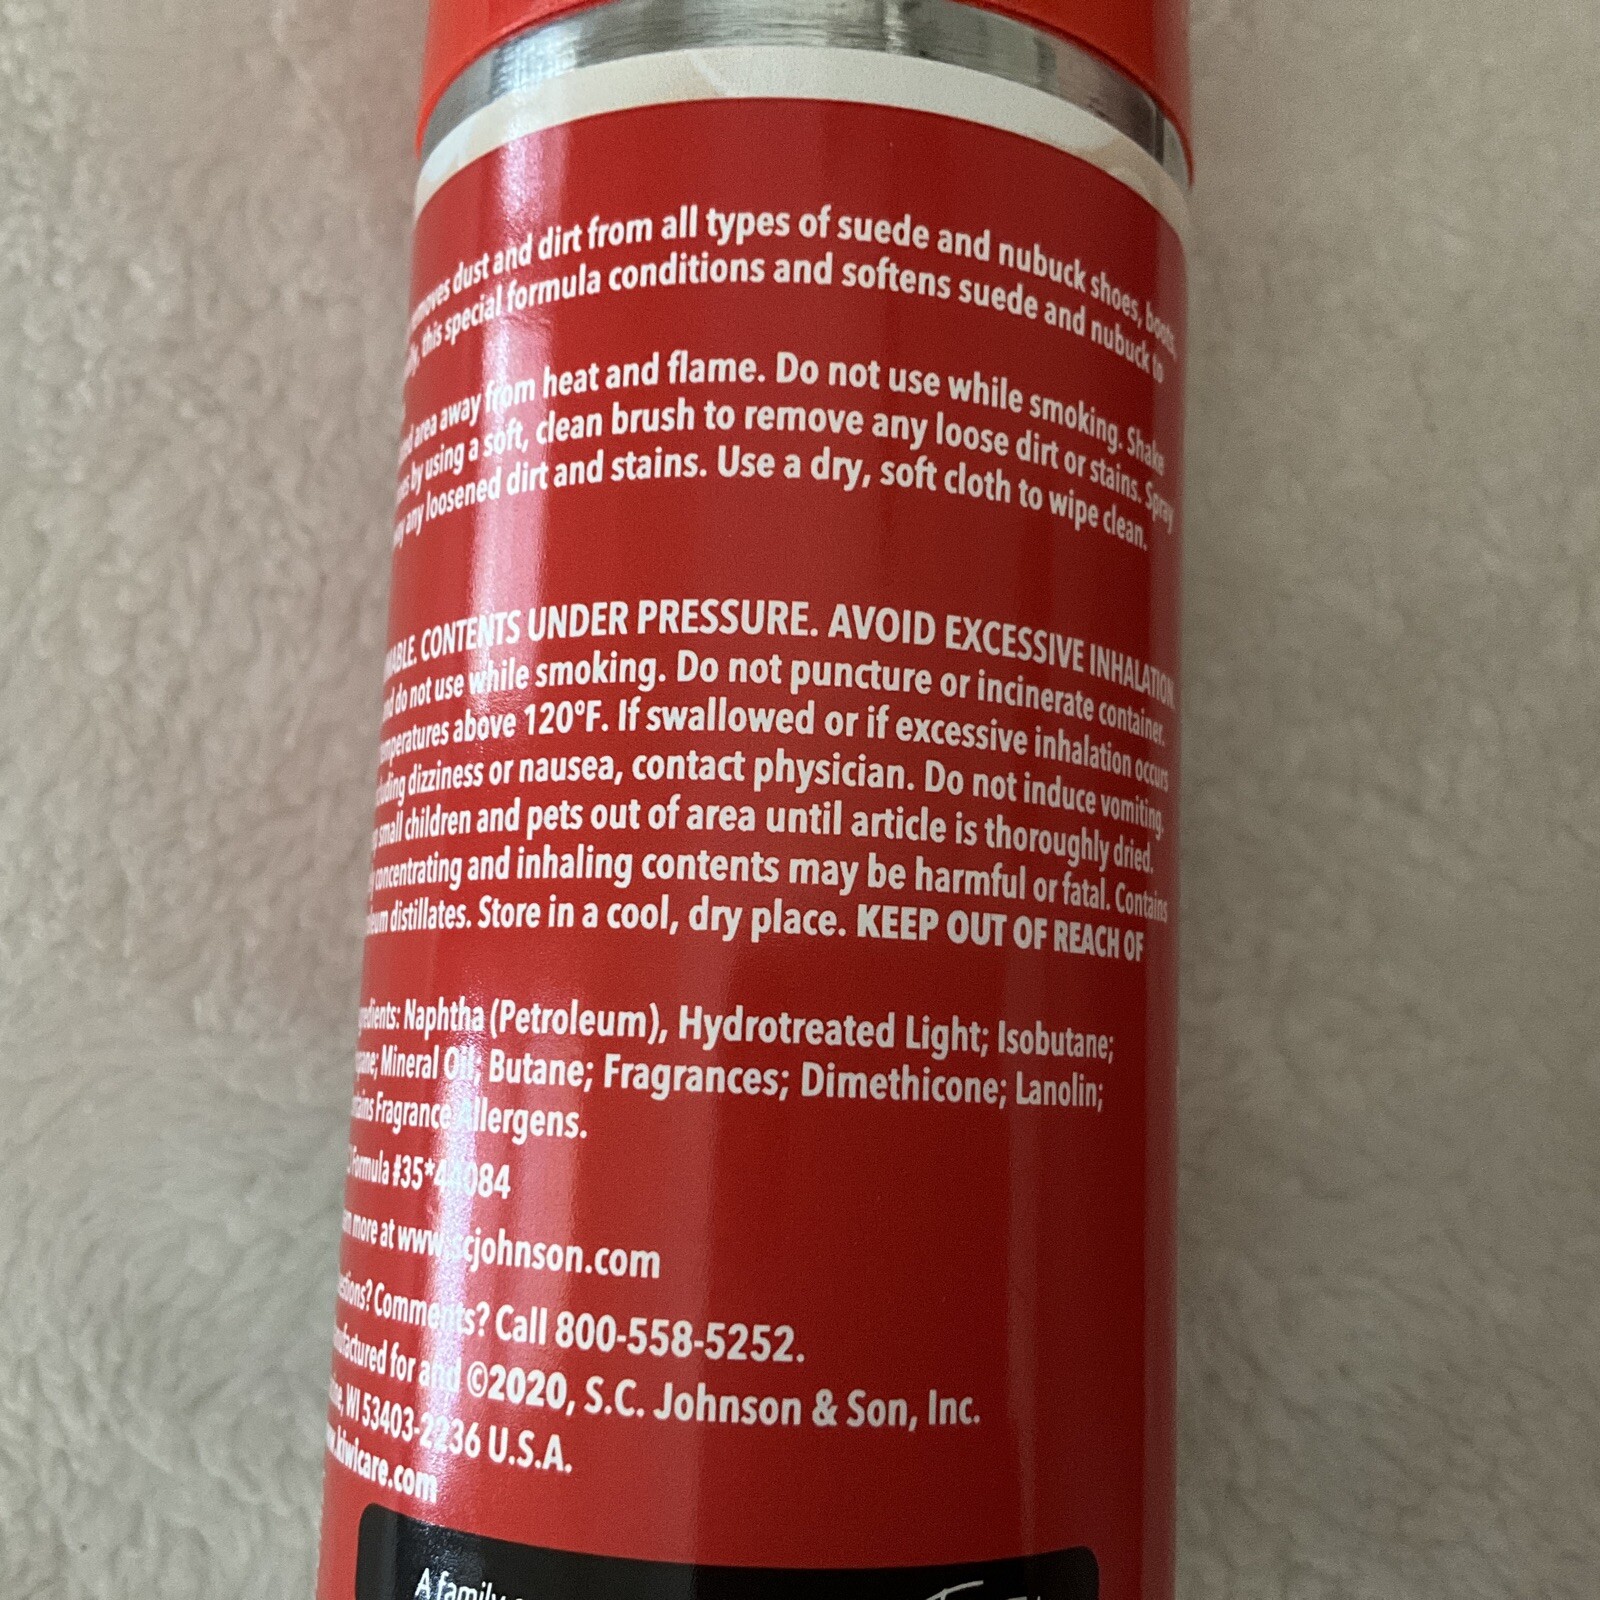 dust and dirt from all types of suede and nubuck shoes, boots,
this special formula conditions and softens suede and nubuck to
area away from heat and flame. Do not use while smoking. Shake
by using a soft, clean brush to remove any loose dirt or stains. Spray
any loosened dirt and stains. Use a dry, soft cloth to wipe clean.
CONTENTS UNDER PRESSURE. AVOID EXCESSIVE INHALATION.
do not use while smoking. Do not puncture or incinerate container.
above 120°F. If swallowed or if excessive inhalation occurs
dizziness or nausea, contact physician. Do not induce vomiting.
small children and pets out of area until article is thoroughly dried.
concentrating and inhaling contents may be harmful or fatal. Contains
distillates. Store in a cool, dry place. KEEP OUT OF REACH OF
Naphtha (Petroleum), Hydrotreated Light; Isobutane;
Mineral Oil; Butane; Fragrances; Dimethicone; Lanolin;
Fragrance Allergens.
Formula #35*44084
more at www.scjohnson.com
Comments? Call 800-558-5252.
for and ©2020, S.C. Johnson & Son, Inc.
WI 53403-2236 U.S.A.
www.kiwicare.com
A family